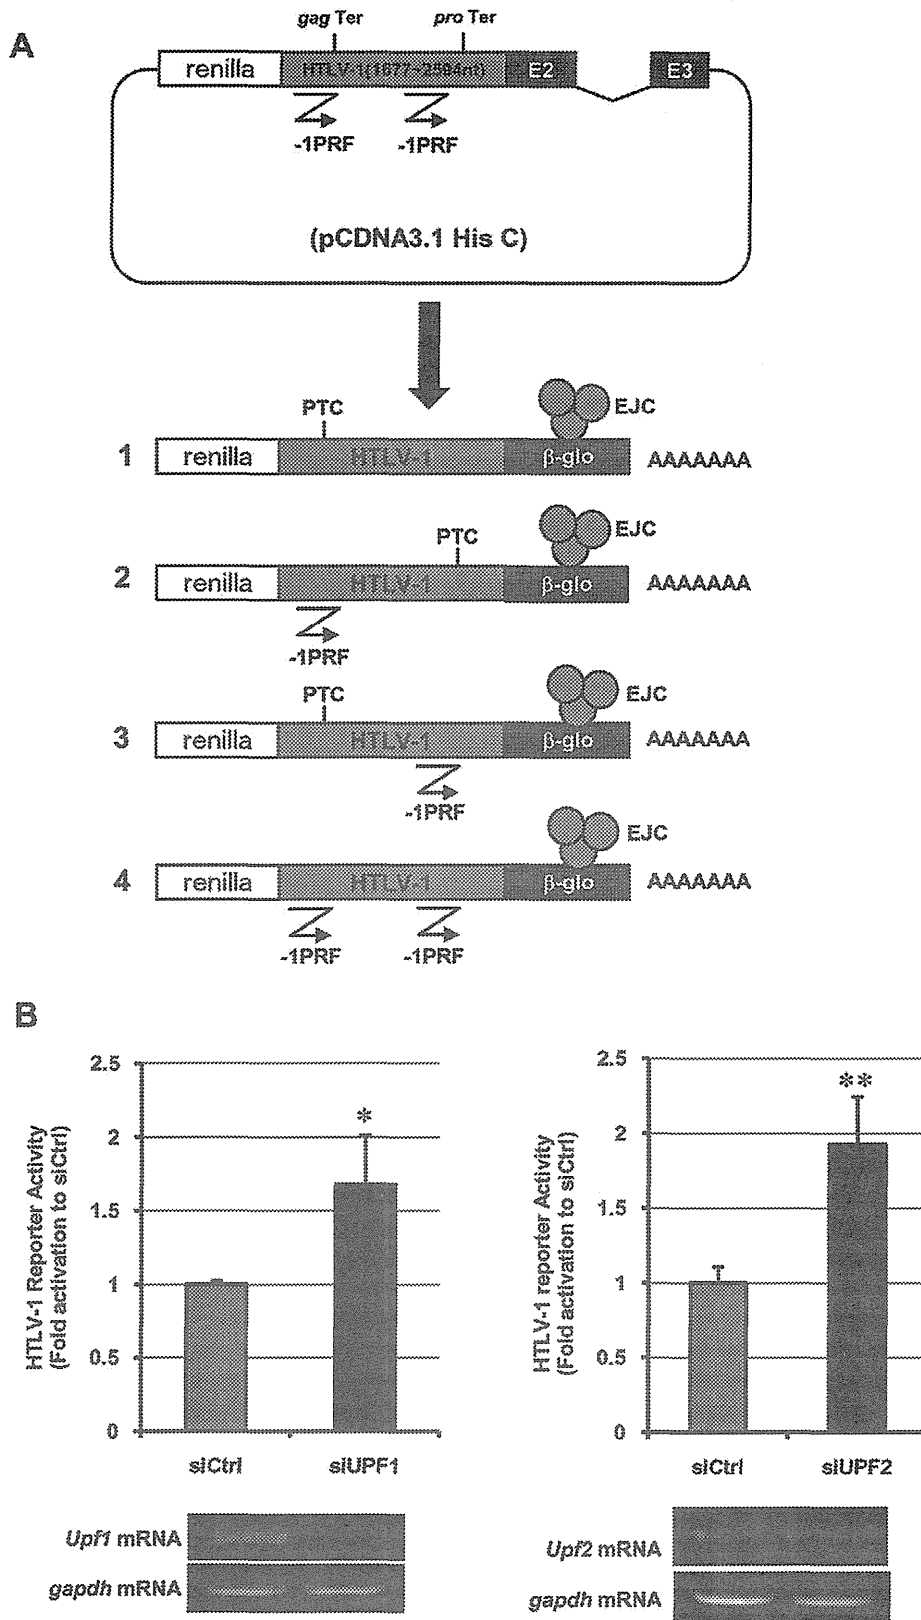 A
gag Ter
pro Ter
renilla
E2
E3
-1PRF
-1PRF
(pCDNA3.1 His C)
PTC
EJC
1
renilla
HTLV-1
β-glo
AAAAAAA
PTC
EJC
2
renilla
HTLV-1
β-glo
AAAAAAA
-1PRF
PTC
EJC
3
renilla
HTLV-1
β-glo
AAAAAAA
-1PRF
EJC
4
renilla
HTLV-1
β-glo
AAAAAAA
-1PRF
-1PRF
B
HTLV-1 Reporter Activity
(Fold activation to siCtrl)
2.5
2
1.5
1
0.5
0
*
siCtrl
siUPF1
Upf1 mRNA
gapdh mRNA
HTLV-1 reporter Activity
(Fold activation to siCtrl)
2.5
2
1.5
1
0.5
0
**
siCtrl
siUPF2
Upf2 mRNA
gapdh mRNA